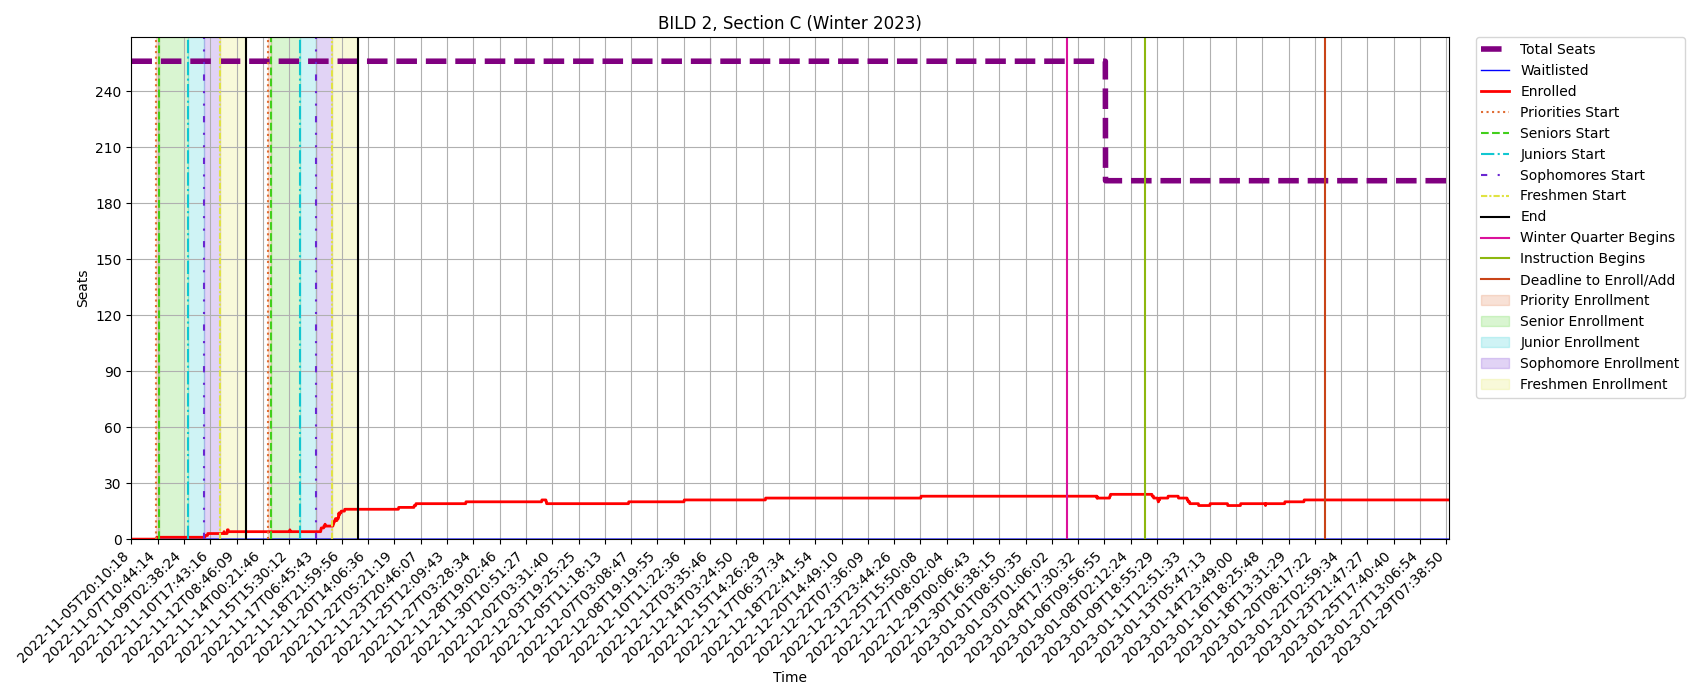 BILD 2, Section C (Winter 2023)
Seats
240
210
180
150
120
90
60
30
0
2022-11-05T20:10:18
2022-11-07T10:44:14
2022-11-09T02:38:24
2022-11-10T17:43:16
2022-11-12T08:46:09
2022-11-14T00:21:46
2022-11-15T15:30:12
2022-11-17T06:45:43
2022-11-18T21:59:56
2022-11-20T14:06:36
2022-11-22T05:21:19
2022-11-23T20:46:07
2022-11-25T12:09:43
2022-11-27T03:28:34
2022-11-28T19:02:46
2022-11-30T10:51:27
2022-12-02T03:31:40
2022-12-03T19:25:25
2022-12-05T11:18:13
2022-12-07T03:08:47
2022-12-08T19:19:55
2022-12-10T11:22:36
2022-12-12T03:35:46
2022-12-14T03:24:50
2022-12-15T14:26:28
2022-12-17T06:37:34
2022-12-18T22:41:54
2022-12-20T14:49:10
2022-12-22T07:36:09
2022-12-23T23:44:26
2022-12-25T15:50:08
2022-12-27T08:02:04
2022-12-29T00:06:43
2022-12-30T16:38:15
2023-01-01T08:50:35
2023-01-03T01:06:02
2023-01-04T17:30:32
2023-01-06T09:56:55
2023-01-08T02:12:24
2023-01-09T18:55:29
2023-01-11T12:51:33
2023-01-13T05:47:13
2023-01-14T23:49:00
2023-01-16T18:25:48
2023-01-18T13:31:29
2023-01-20T08:17:22
2023-01-22T02:59:34
2023-01-23T21:47:27
2023-01-25T17:40:40
2023-01-27T13:06:54
2023-01-29T07:38:50
Time
Total Seats
Waitlisted
Enrolled
Priorities Start
Seniors Start
Juniors Start
Sophomores Start
Freshmen Start
End
Winter Quarter Begins
Instruction Begins
Deadline to Enroll/Add
Priority Enrollment
Senior Enrollment
Junior Enrollment
Sophomore Enrollment
Freshmen Enrollment